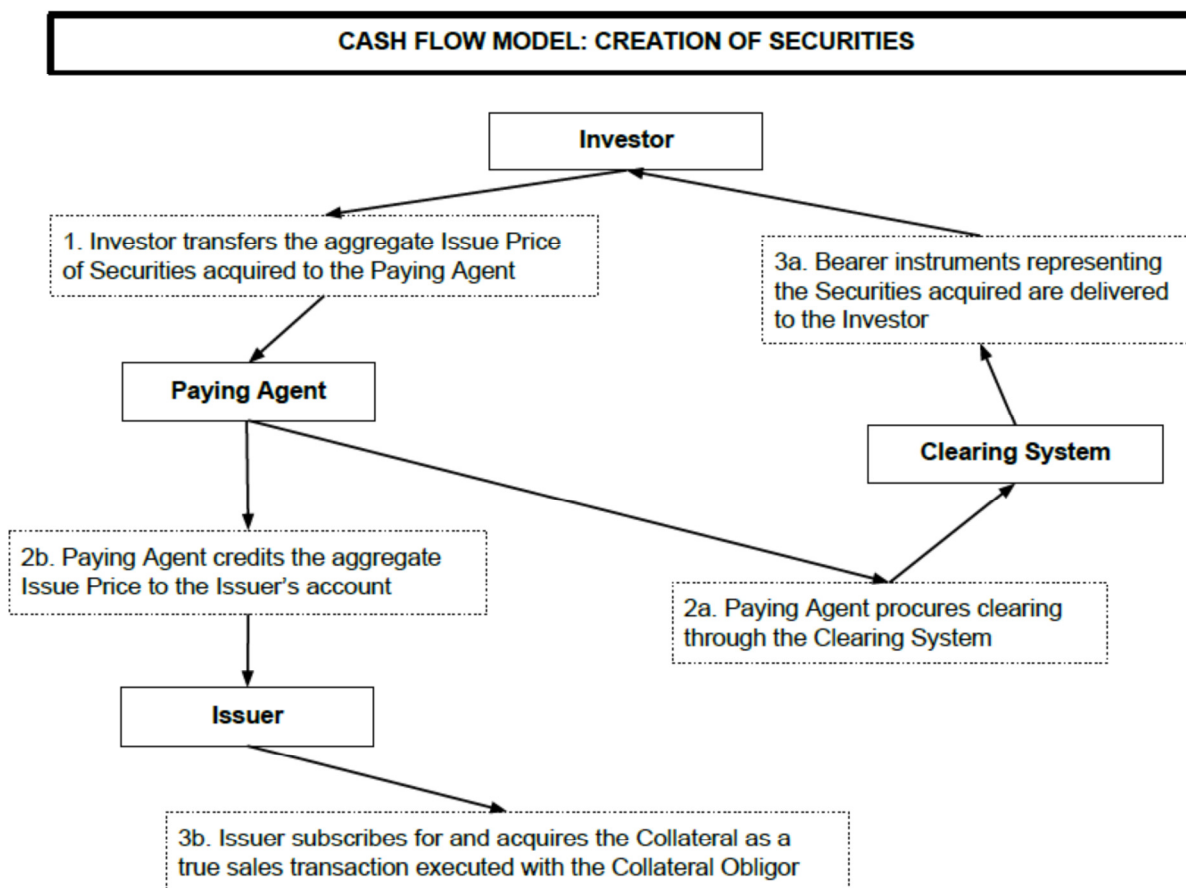 CASH FLOW MODEL: CREATION OF SECURITIES
Investor
1. Investor transfers the aggregate Issue Price
of Securities acquired to the Paying Agent
3a. Bearer instruments representing
the Securities acquired are delivered
to the Investor
Paying Agent
Clearing System
2b. Paying Agent credits the aggregate
Issue Price to the Issuer's account
2a. Paying Agent procures clearing
through the Clearing System
Issuer
3b. Issuer subscribes for and acquires the Collateral as a
true sales transaction executed with the Collateral Obligor